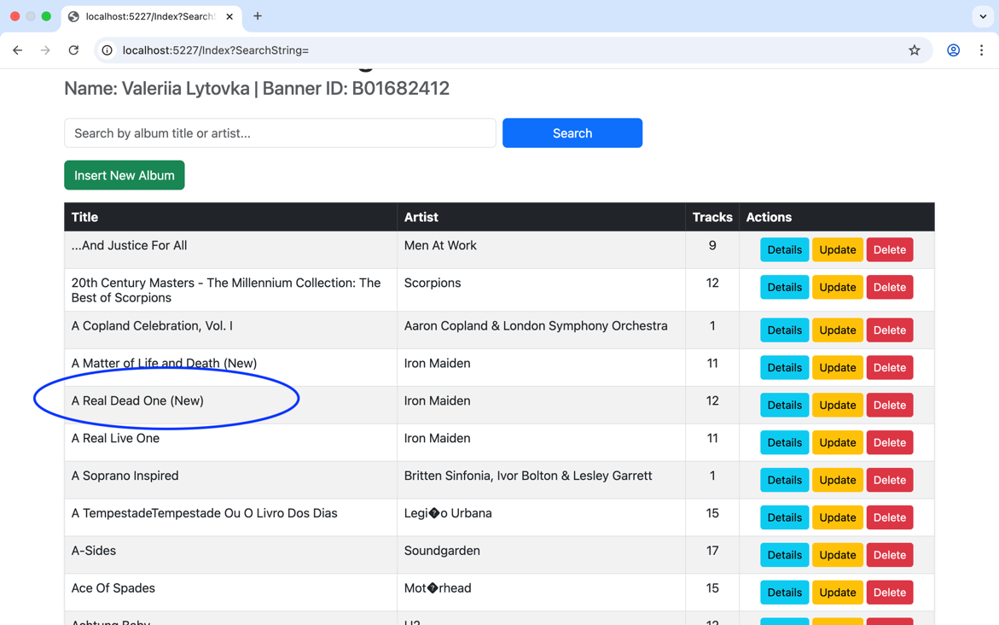 localhost:5227/Index?Search
localhost:5227/Index?SearchString=
Name: Valeriia Lytovka | Banner ID: B01682412
Search by album title or artist...
Search
Insert New Album
Title Artist Tracks Actions
...And Justice For All Men At Work 9 Details Update Delete
20th Century Masters - The Millennium Collection: The
Best of Scorpions Scorpions 12 Details Update Delete
A Copland Celebration, Vol. I Aaron Copland & London Symphony Orchestra 1 Details Update Delete
A Matter of Life and Death (New) Iron Maiden 11 Details Update Delete
A Real Dead One (New) Iron Maiden 12 Details Update Delete
A Real Live One Iron Maiden 11 Details Update Delete
A Soprano Inspired Britten Sinfonia, Ivor Bolton & Lesley Garrett 1 Details Update Delete
A TempestadeTempestade Ou O Livro Dos Dias Legi�o Urbana 15 Details Update Delete
A-Sides Soundgarden 17 Details Update Delete
Ace Of Spades Mot�rhead 15 Details Update Delete
Achtung Baby U2 12